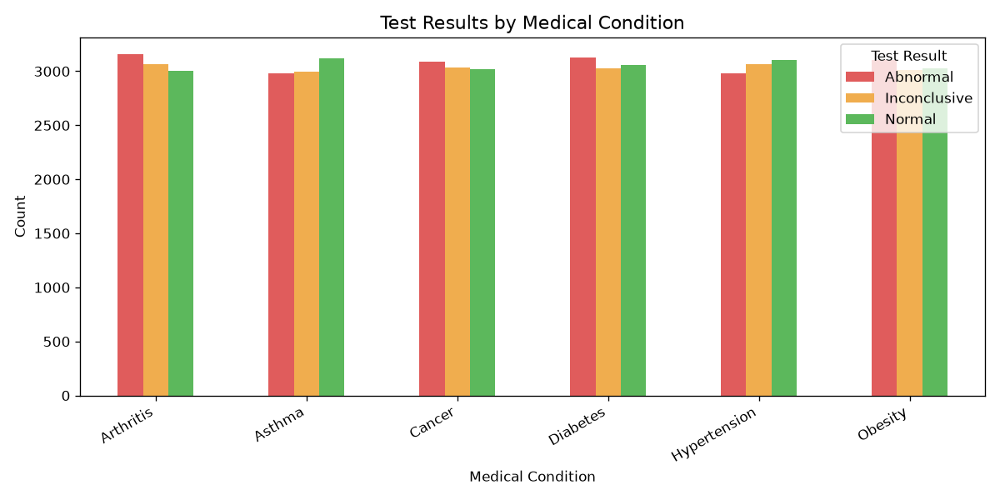 Test Results by Medical Condition
Test Result
Abnormal
Inconclusive
Normal
3000
2500
2000
1500
1000
500
0
Count
Arthritis
Asthma
Cancer
Diabetes
Hypertension
Obesity
Medical Condition